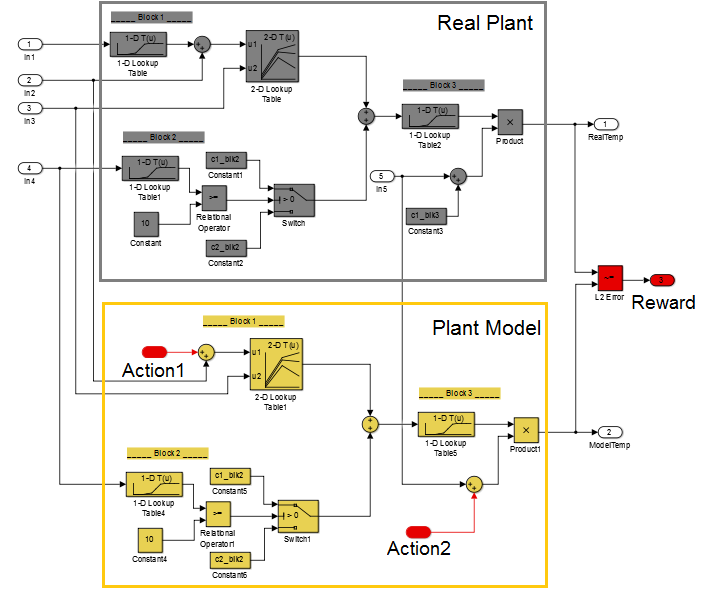 Real Plant
_____ Block 1 _____
1-D T(u)
1-D Lookup
Table
2-D T(u)
u1
u2
2-D Lookup
Table
1
In1
2
In2
3
In3
_____ Block 3 _____
1-D T(u)
1-D Lookup
Table2
×
Product
1
RealTemp
_____ Block 2 _____
1-D T(u)
1-D Lookup
Table1
4
In4
c1_blk2
Constant1
>=
Relational
Operator
> 0
Switch
10
Constant
c2_blk2
Constant2
5
In5
c1_blk3
Constant3
L2 Error
3
Reward
Plant Model
_____ Block 1 _____
Action1
2-D T(u)
u1
u2
2-D Lookup
Table1
_____ Block 3 _____
1-D T(u)
1-D Lookup
Table5
×
Product1
2
ModelTemp
_____ Block 2 _____
1-D T(u)
1-D Lookup
Table4
c1_blk2
Constant5
>=
Relational
Operator1
> 0
Switch1
10
Constant4
c2_blk2
Constant6
Action2